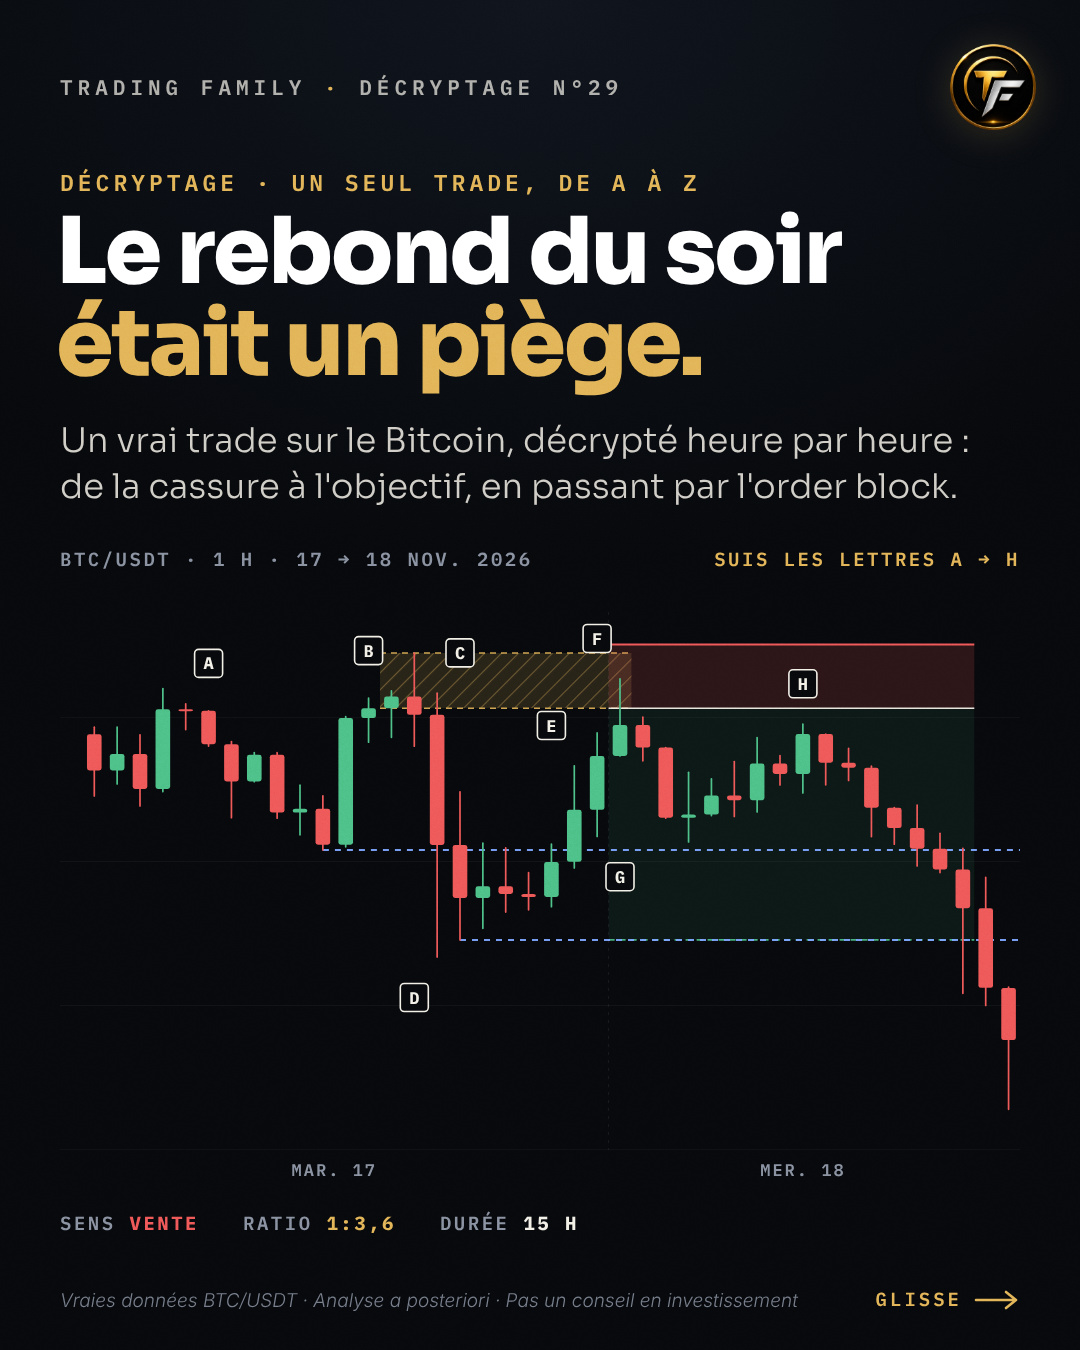 TRADING FAMILY · DÉCRYPTAGE N°29
TF
DÉCRYPTAGE · UN SEUL TRADE, DE A À Z
Le rebond du soir
était un piège.
Un vrai trade sur le Bitcoin, décrypté heure par heure :
de la cassure à l'objectif, en passant par l'order block.
BTC/USDT · 1 H · 17 → 18 NOV. 2026
SUIS LES LETTRES A → H
A
B
C
F
H
E
G
D
MAR. 17
MER. 18
SENS VENTE RATIO 1:3,6 DURÉE 15 H
Vraies données BTC/USDT · Analyse a posteriori · Pas un conseil en investissement
GLISSE →